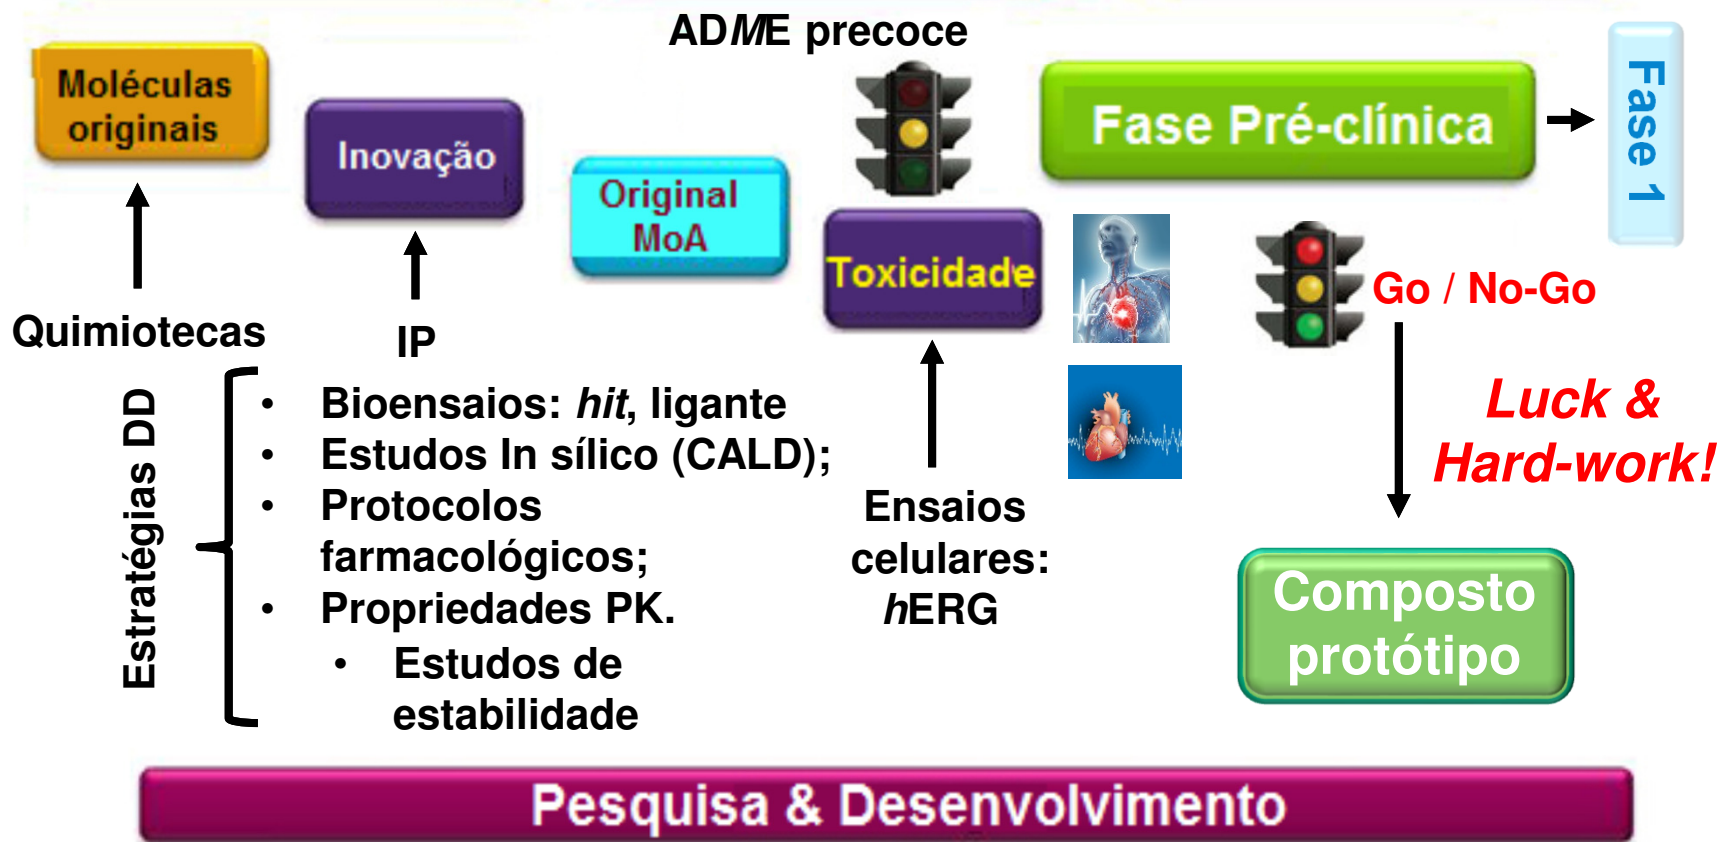 ADME precoce
Moléculas
originais
Inovação
Original
MoA
Toxicidade
Fase Pré-clínica
Fase 1
Quimiotecas
IP
Go / No-Go
Estratégias DD
• Bioensaios: hit, ligante
• Estudos In sílico (CALD);
• Protocolos
farmacológicos;
• Propriedades PK.
• Estudos de
estabilidade
Ensaios
celulares:
hERG
Luck &
Hard-work!
Composto
protótipo
Pesquisa & Desenvolvimento